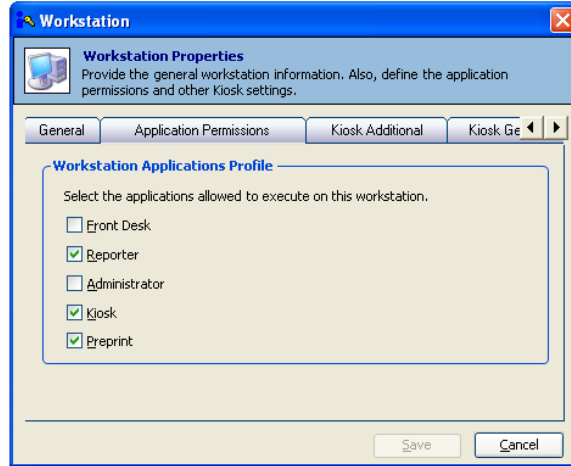 Workstation
Workstation Properties
Provide the general workstation information. Also, define the application
permissions and other Kiosk settings.
General
Application Permissions
Kiosk Additional
Kiosk Ge
Workstation Applications Profile
Select the applications allowed to execute on this workstation.
Front Desk
Reporter
Administrator
Kiosk
Preprint
Save
Cancel